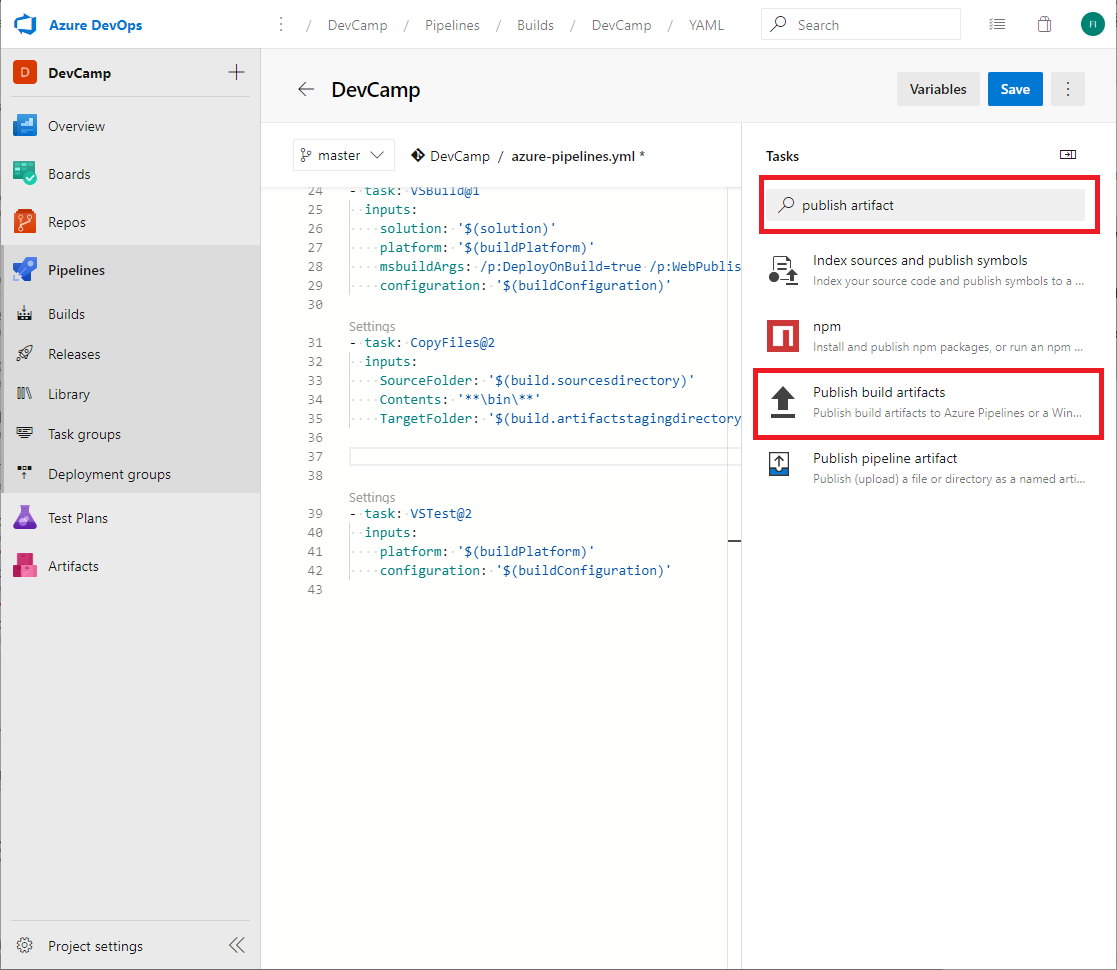 Azure DevOps
/ DevCamp / Pipelines / Builds / DevCamp / YAML
Search
FI
D DevCamp
Overview
Boards
Repos
Pipelines
Builds
Releases
Library
Task groups
Deployment groups
Test Plans
Artifacts
Project settings
DevCamp
Variables
Save
master
DevCamp / azure-pipelines.yml *
24 - task: VSBuild@1
25 inputs:
26 solution: '$(solution)'
27 platform: '$(buildPlatform)'
28 msbuildArgs: /p:DeployOnBuild=true /p:WebPublis
29 configuration: '$(buildConfiguration)'
30
Settings
31 - task: CopyFiles@2
32 inputs:
33 SourceFolder: '$(build.sourcesdirectory)'
34 Contents: '**\bin\**'
35 TargetFolder: '$(build.artifactstagingdirectory
36
37
38
Settings
39 - task: VSTest@2
40 inputs:
41 platform: '$(buildPlatform)'
42 configuration: '$(buildConfiguration)'
43
Tasks
publish artifact
Index sources and publish symbols
Index your source code and publish symbols to a ...
npm
Install and publish npm packages, or run an npm ...
Publish build artifacts
Publish build artifacts to Azure Pipelines or a Win...
Publish pipeline artifact
Publish (upload) a file or directory as a named arti...